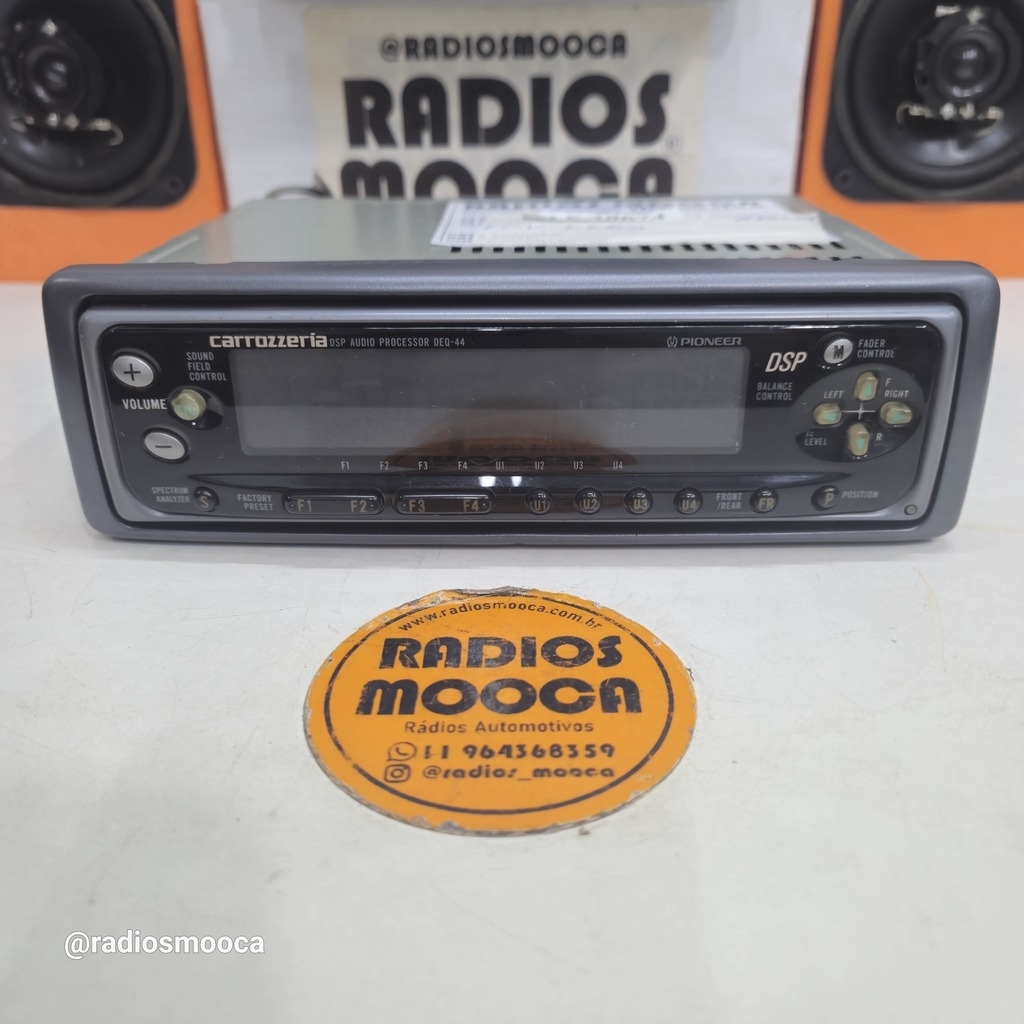 @RADIOSMOOCA
RADIOS
MOOCA
carrozzeria DSP AUDIO PROCESSOR DEQ-44
PIONEER
SOUND
FIELD
CONTROL
+
VOLUME
−
DSP
M
FADER
CONTROL
BALANCE
CONTROL
LEFT
F
RIGHT
LEVEL
R
F1 F2 F3 F4 U1 U2 U3 U4
SPECTRUM
ANALYZER
S
FACTORY
PRESET
F1 F2 F3 F4 U1 U2 U3 U4
FRONT
/REAR
FR
P
POSITION
www.radiosmooca.com.br
RADIOS
MOOCA
Rádios Automotivos
11 964368359
@radios_mooca
@radiosmooca